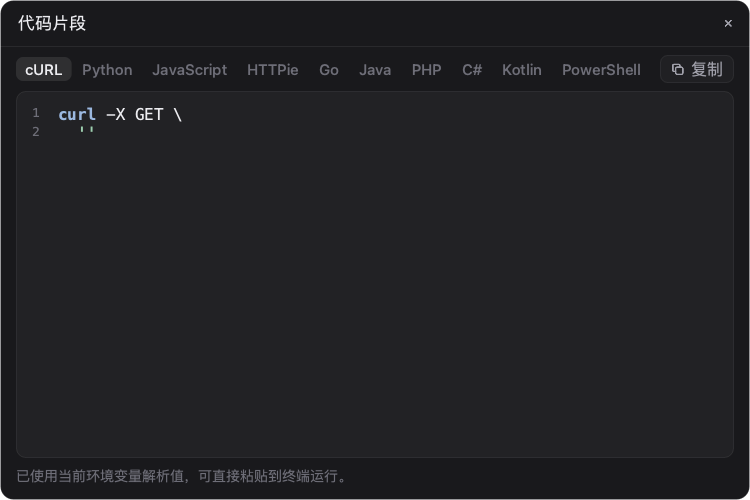 代码片段 ×
cURL Python JavaScript HTTPie Go Java PHP C# Kotlin PowerShell 复制
1 curl -X GET \
2 ''
已使用当前环境变量解析值，可直接粘贴到终端运行。